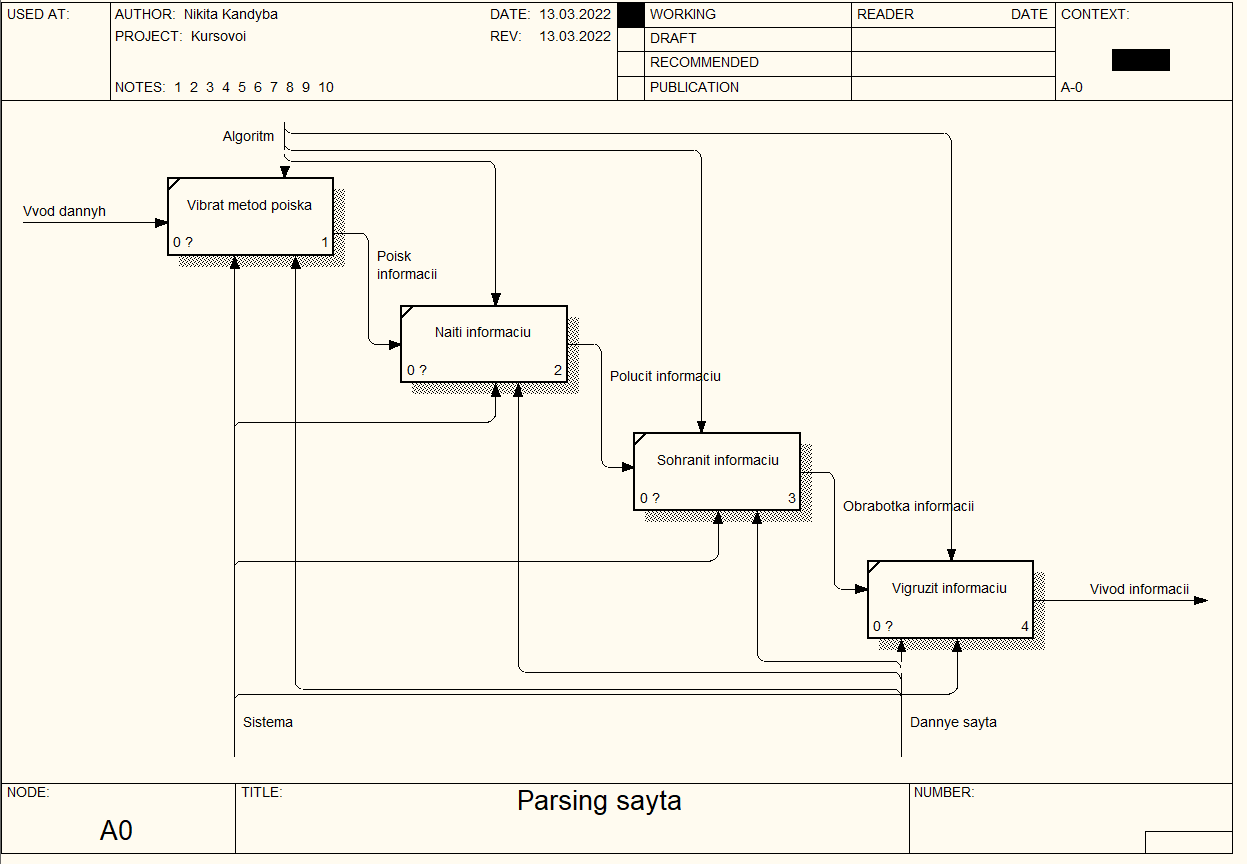 USED AT:
AUTHOR: Nikita Kandyba
DATE: 13.03.2022
PROJECT: Kursovoi
REV: 13.03.2022
NOTES: 1 2 3 4 5 6 7 8 9 10
WORKING
DRAFT
RECOMMENDED
PUBLICATION
READER
DATE
CONTEXT:
A-0
Algoritm
Vvod dannyh
Vibrat metod poiska
0 ?
1
Poisk
informacii
Naiti informaciu
0 ?
2
Polucit informaciu
Sohranit informaciu
0 ?
3
Obrabotka informacii
Vigruzit informaciu
0 ?
4
Vivod informacii
Sistema
Dannye sayta
NODE:
A0
TITLE:
Parsing sayta
NUMBER: